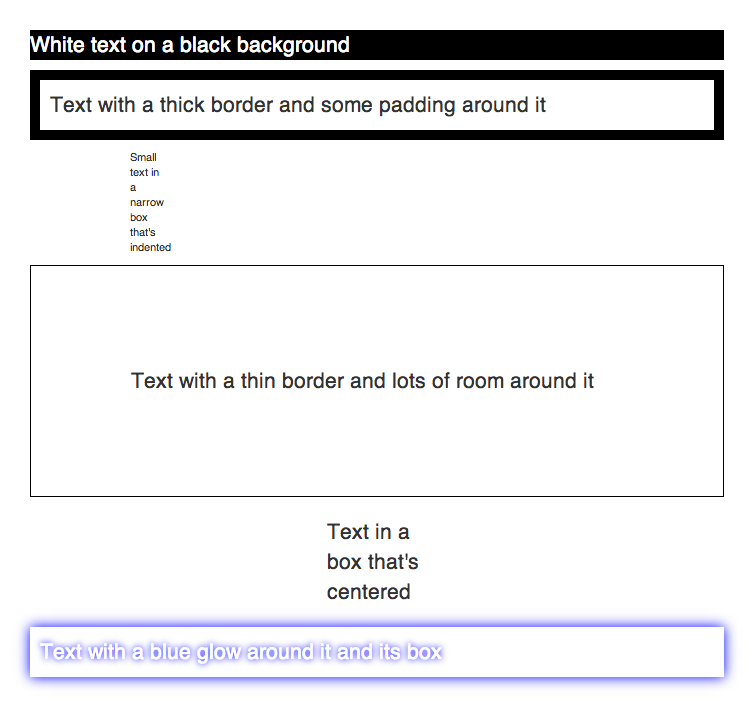 White text on a black background
Text with a thick border and some padding around it
Small
text in
a
narrow
box
that's
indented
Text with a thin border and lots of room around it
Text in a
box that's
centered
Text with a blue glow around it and its box